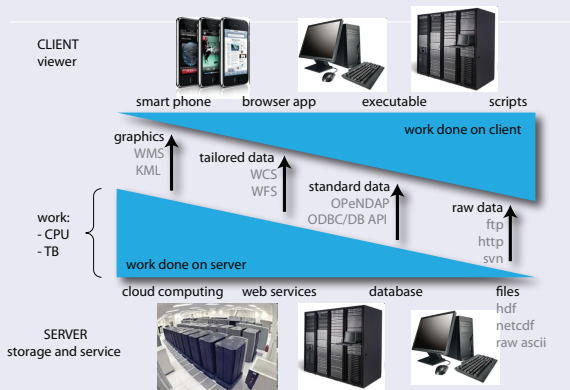 CLIENT
viewer
smart phone
browser app
executable
scripts
work done on client
graphics
WMS
KML
tailored data
WCS
WFS
standard data
OPeNDAP
ODBC/DB API
raw data
ftp
http
svn
work:
- CPU
- TB
work done on server
cloud computing
web services
database
files
hdf
netcdf
raw ascii
SERVER
storage and service